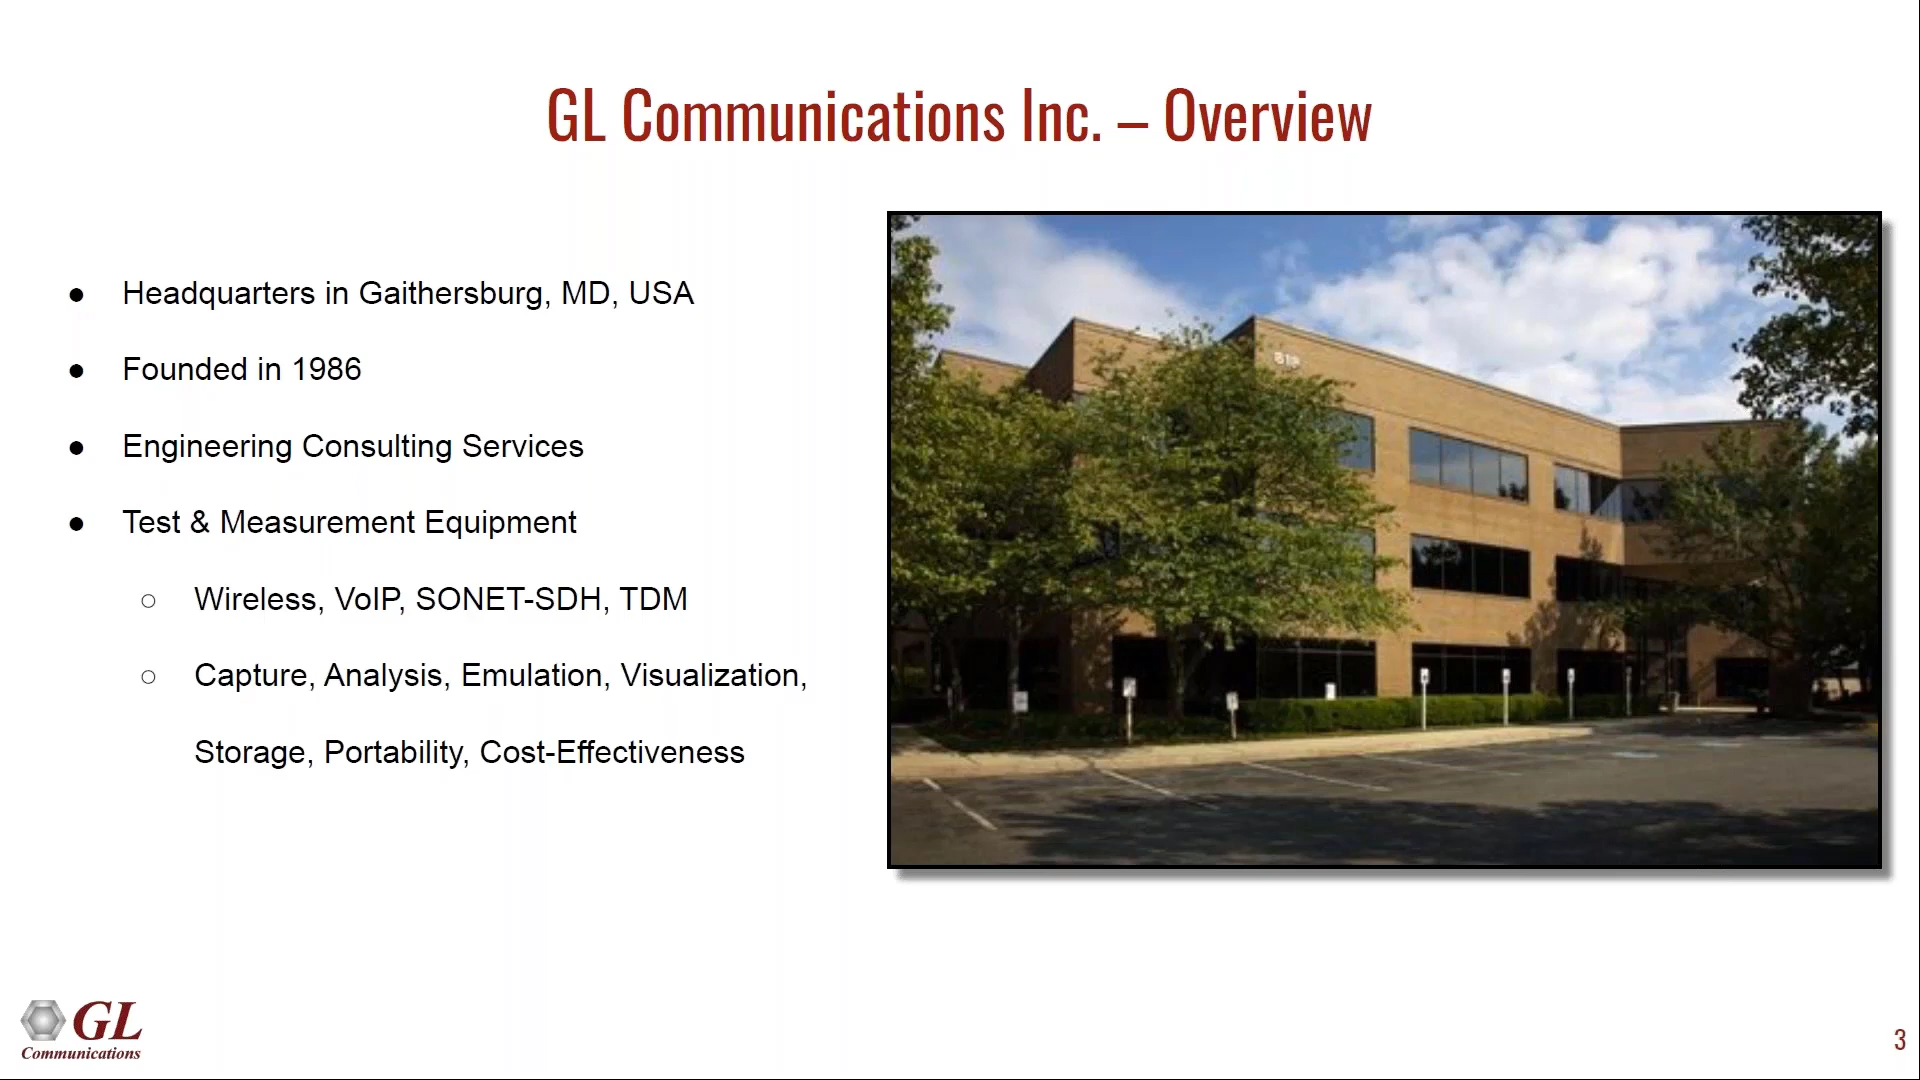 GL Communications Inc. – Overview
● Headquarters in Gaithersburg, MD, USA
● Founded in 1986
● Engineering Consulting Services
● Test & Measurement Equipment
○ Wireless, VoIP, SONET-SDH, TDM
○ Capture, Analysis, Emulation, Visualization,
Storage, Portability, Cost-Effectiveness
GL
Communications
3